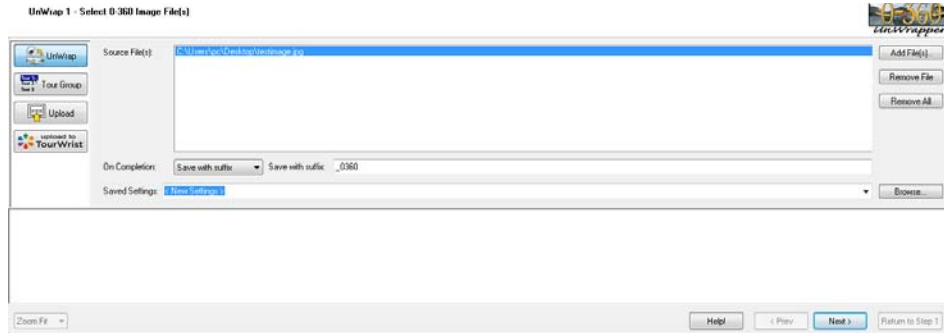 UnWrap 1 - Select 0-360 Image File(s)
0-360
UnWrapper
UnWrap
Tour Group
Upload
upload to
TourWrist
Source File(s):
C:\Users\pc\Desktop\testimage.jpg
Add File(s)...
Remove File
Remove All
On Completion:
Save with suffix
Save with suffix:
_0360
Saved Settings:
< New Settings >
Browse...
Zoom Fit
Help!
< Prev
Next >
Return to Step 1